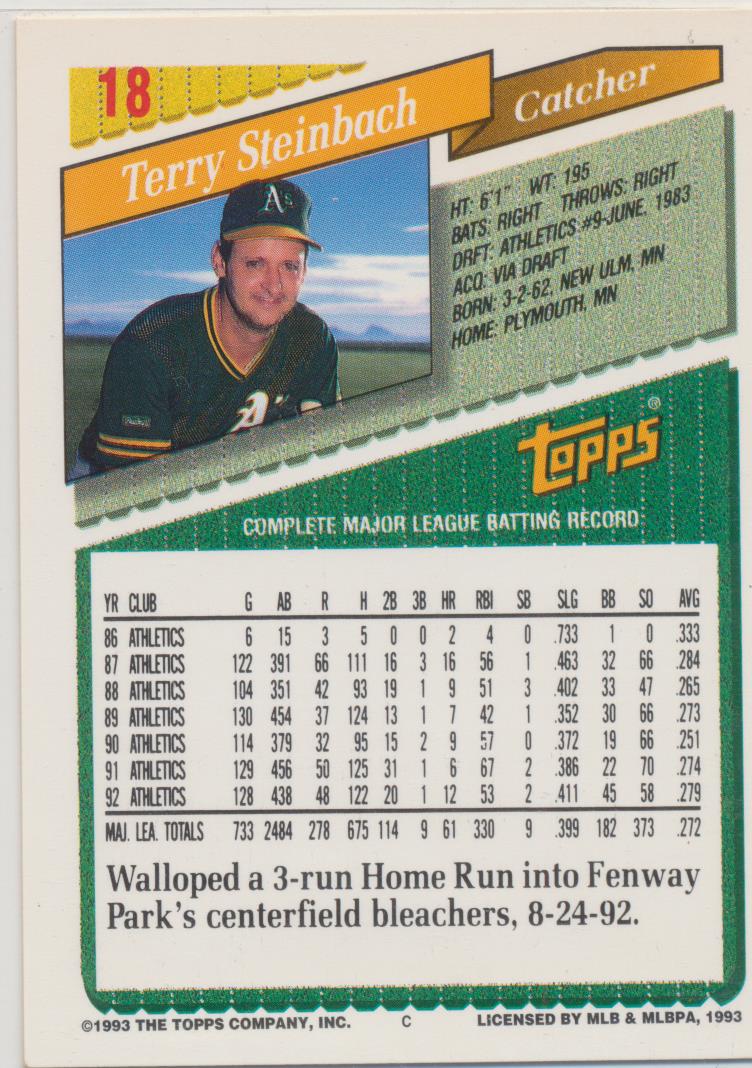 18
Terry Steinbach
Catcher
A's
HT: 6'1" WT: 195
BATS: RIGHT THROWS: RIGHT
DRFT: ATHLETICS #9-JUNE, 1983
ACQ: VIA DRAFT
BORN: 3-2-62, NEW ULM, MN
HOME: PLYMOUTH, MN
TOPPS®
COMPLETE MAJOR LEAGUE BATTING RECORD
YR CLUB G AB R H 2B 3B HR RBI SB SLG BB SO AVG
86 ATHLETICS 6 15 3 5 0 0 2 4 0 .733 1 0 .333
87 ATHLETICS 122 391 66 111 16 3 16 56 1 .463 32 66 .284
88 ATHLETICS 104 351 42 93 19 1 9 51 3 .402 33 47 .265
89 ATHLETICS 130 454 37 124 13 1 7 42 1 .352 30 66 .273
90 ATHLETICS 114 379 32 95 15 2 9 57 0 .372 19 66 .251
91 ATHLETICS 129 456 50 125 31 1 6 67 2 .386 22 70 .274
92 ATHLETICS 128 438 48 122 20 1 12 53 2 .411 45 58 .279
MAJ. LEA. TOTALS 733 2484 278 675 114 9 61 330 9 .399 182 373 .272
Walloped a 3-run Home Run into Fenway
Park's centerfield bleachers, 8-24-92.
©1993 THE TOPPS COMPANY, INC. C LICENSED BY MLB & MLBPA, 1993